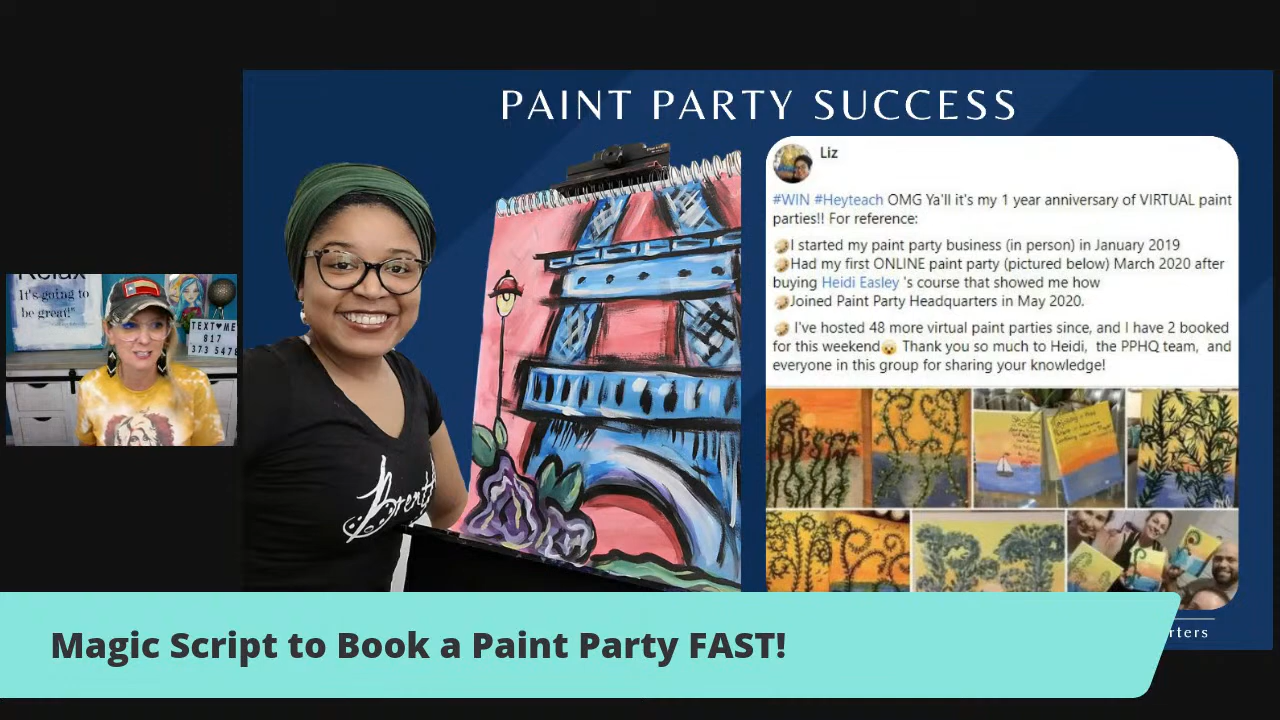 PAINT PARTY SUCCESS
Liz
#WIN #Heyteach OMG Ya'll it's my 1 year anniversary of VIRTUAL paint
parties!! For reference:
I started my paint party business (in person) in January 2019
Had my first ONLINE paint party (pictured below) March 2020 after
buying Heidi Easley 's course that showed me how
Joined Paint Party Headquarters in May 2020.
I've hosted 48 more virtual paint parties since, and I have 2 booked
for this weekend Thank you so much to Heidi, the PPHQ team, and
everyone in this group for sharing your knowledge!
Relax
It's going to
be great!"
TEXT♥ME
817
373 5476
rters
Magic Script to Book a Paint Party FAST!